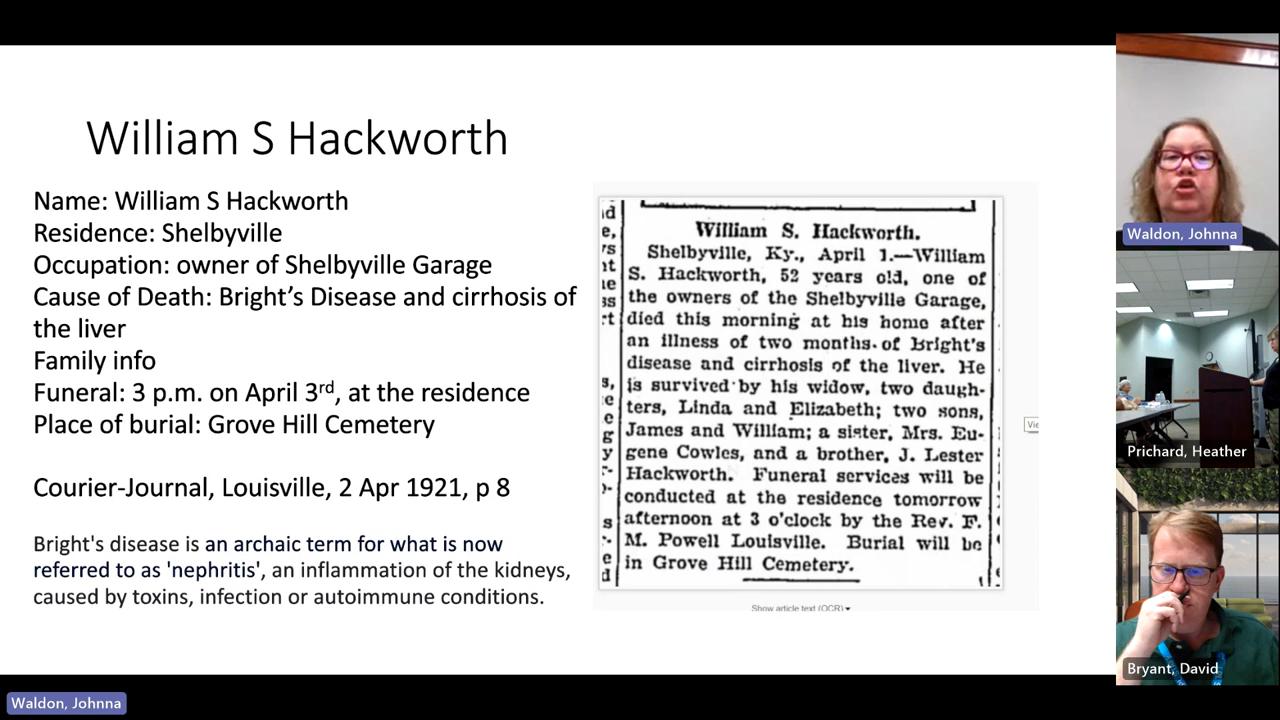 William S Hackworth
Name: William S Hackworth
Residence: Shelbyville
Occupation: owner of Shelbyville Garage
Cause of Death: Bright’s Disease and cirrhosis of
the liver
Family info
Funeral: 3 p.m. on April 3rd, at the residence
Place of burial: Grove Hill Cemetery
Courier-Journal, Louisville, 2 Apr 1921, p 8
Bright's disease is an archaic term for what is now
referred to as 'nephritis', an inflammation of the kidneys,
caused by toxins, infection or autoimmune conditions.
William S. Hackworth.
Shelbyville, Ky., April 1.—William
S. Hackworth, 52 years old, one of
the owners of the Shelbyville Garage,
died this morning at his home after
an illness of two months of Bright's
disease and cirrhosis of the liver. He
is survived by his widow, two daugh-
ters, Linda and Elizabeth; two sons,
James and William; a sister, Mrs. Eu-
gene Cowles, and a brother, J. Lester
Hackworth. Funeral services will be
conducted at the residence tomorrow
afternoon at 3 o'clock by the Rev. F.
M. Powell Louisville. Burial will be
in Grove Hill Cemetery.
Show article text (OCR)
Waldon, Johnna
Prichard, Heather
Bryant, David
Waldon, Johnna